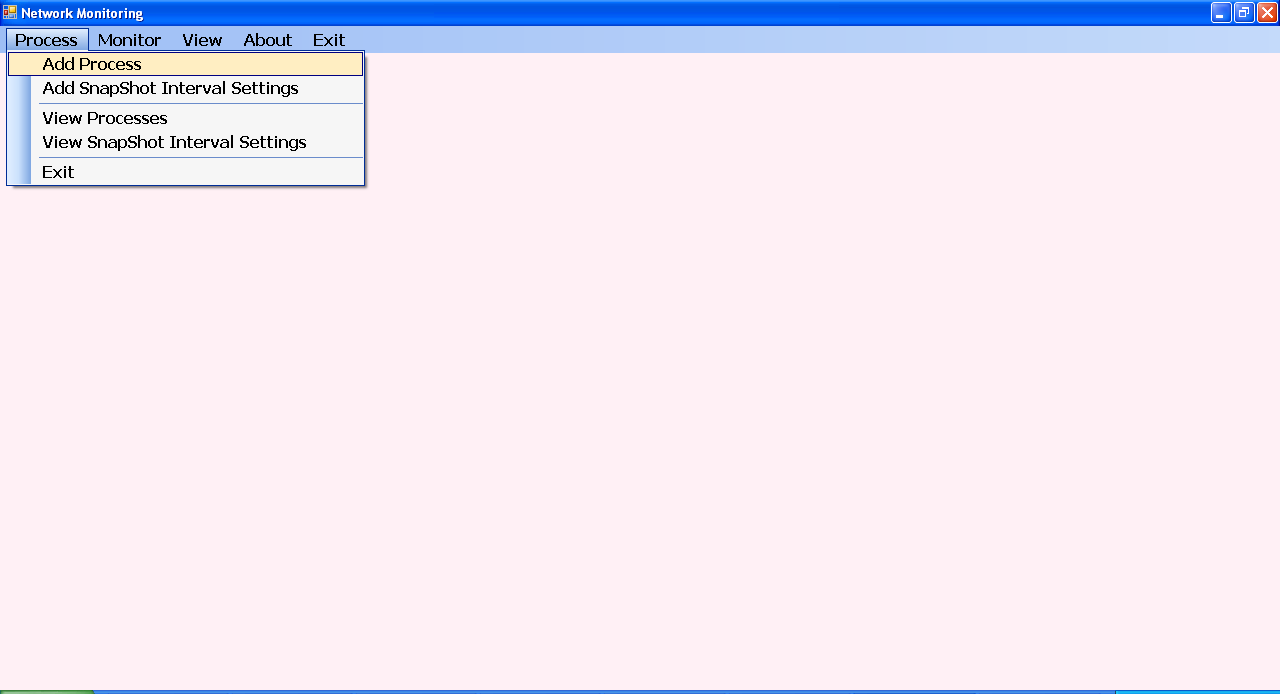 Network Monitoring
Process Monitor View About Exit
Add Process
Add SnapShot Interval Settings
View Processes
View SnapShot Interval Settings
Exit